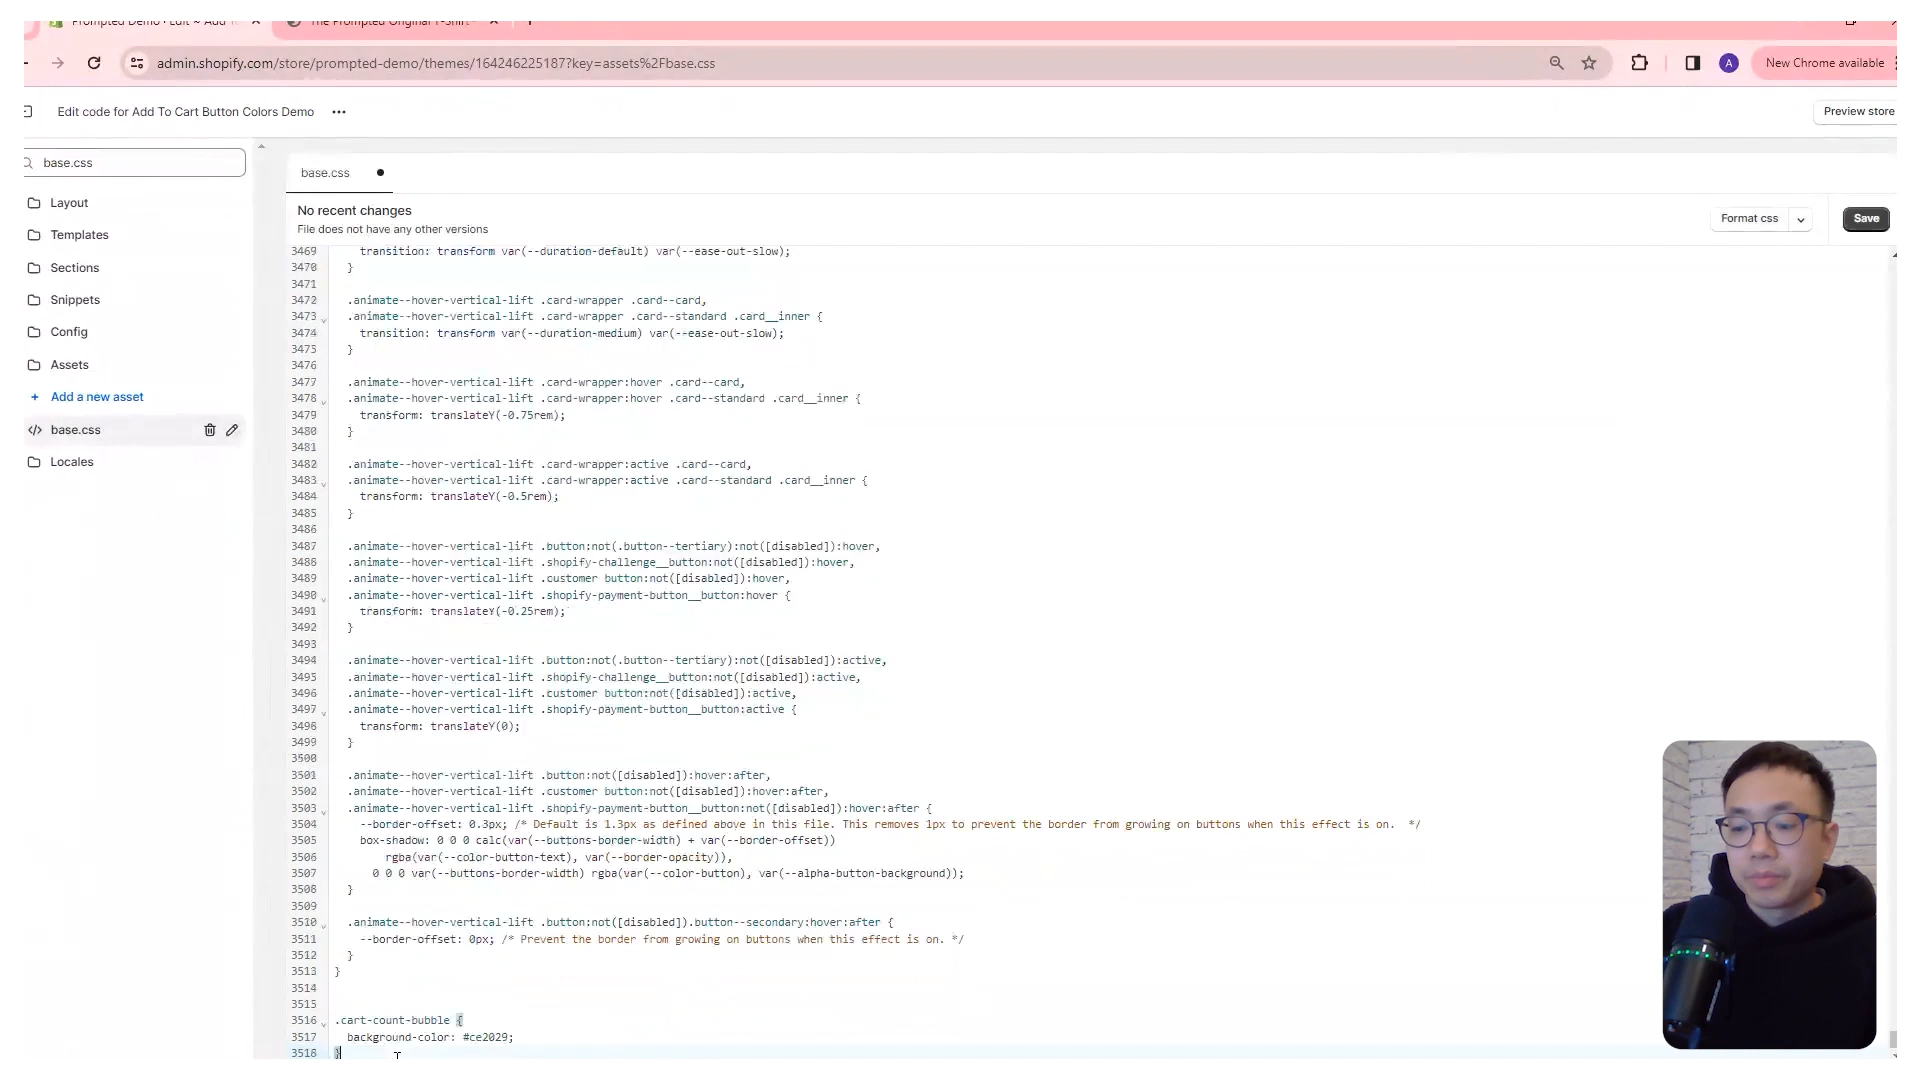 Prompted Demo · Edit ~ Add
The Prompted Original T-Shirt
admin.shopify.com/store/prompted-demo/themes/164246225187?key=assets%2Fbase.css
A
New Chrome available
Edit code for Add To Cart Button Colors Demo
Preview store
base.css
Layout
Templates
Sections
Snippets
Config
Assets
+ Add a new asset
base.css
Locales
base.css
No recent changes
File does not have any other versions
Format css
Save
3469 transition: transform var(--duration-default) var(--ease-out-slow);
3470 }
3471
3472 .animate--hover-vertical-lift .card-wrapper .card--card,
3473 .animate--hover-vertical-lift .card-wrapper .card--standard .card__inner {
3474 transition: transform var(--duration-medium) var(--ease-out-slow);
3475 }
3476
3477 .animate--hover-vertical-lift .card-wrapper:hover .card--card,
3478 .animate--hover-vertical-lift .card-wrapper:hover .card--standard .card__inner {
3479 transform: translateY(-0.75rem);
3480 }
3481
3482 .animate--hover-vertical-lift .card-wrapper:active .card--card,
3483 .animate--hover-vertical-lift .card-wrapper:active .card--standard .card__inner {
3484 transform: translateY(-0.5rem);
3485 }
3486
3487 .animate--hover-vertical-lift .button:not(.button--tertiary):not([disabled]):hover,
3488 .animate--hover-vertical-lift .shopify-challenge__button:not([disabled]):hover,
3489 .animate--hover-vertical-lift .customer button:not([disabled]):hover,
3490 .animate--hover-vertical-lift .shopify-payment-button__button:hover {
3491 transform: translateY(-0.25rem);
3492 }
3493
3494 .animate--hover-vertical-lift .button:not(.button--tertiary):not([disabled]):active,
3495 .animate--hover-vertical-lift .shopify-challenge__button:not([disabled]):active,
3496 .animate--hover-vertical-lift .customer button:not([disabled]):active,
3497 .animate--hover-vertical-lift .shopify-payment-button__button:active {
3498 transform: translateY(0);
3499 }
3500
3501 .animate--hover-vertical-lift .button:not([disabled]):hover:after,
3502 .animate--hover-vertical-lift .customer button:not([disabled]):hover:after,
3503 .animate--hover-vertical-lift .shopify-payment-button__button:not([disabled]):hover:after {
3504 --border-offset: 0.3px; /* Default is 1.3px as defined above in this file. This removes 1px to prevent the border from growing on buttons when this effect is on. */
3505 box-shadow: 0 0 0 calc(var(--buttons-border-width) + var(--border-offset))
3506 rgba(var(--color-button-text), var(--border-opacity)),
3507 0 0 0 var(--buttons-border-width) rgba(var(--color-button), var(--alpha-button-background));
3508 }
3509
3510 .animate--hover-vertical-lift .button:not([disabled]).button--secondary:hover:after {
3511 --border-offset: 0px; /* Prevent the border from growing on buttons when this effect is on. */
3512 }
3513 }
3514
3515
3516 .cart-count-bubble {
3517 background-color: #ce2029;
3518 }